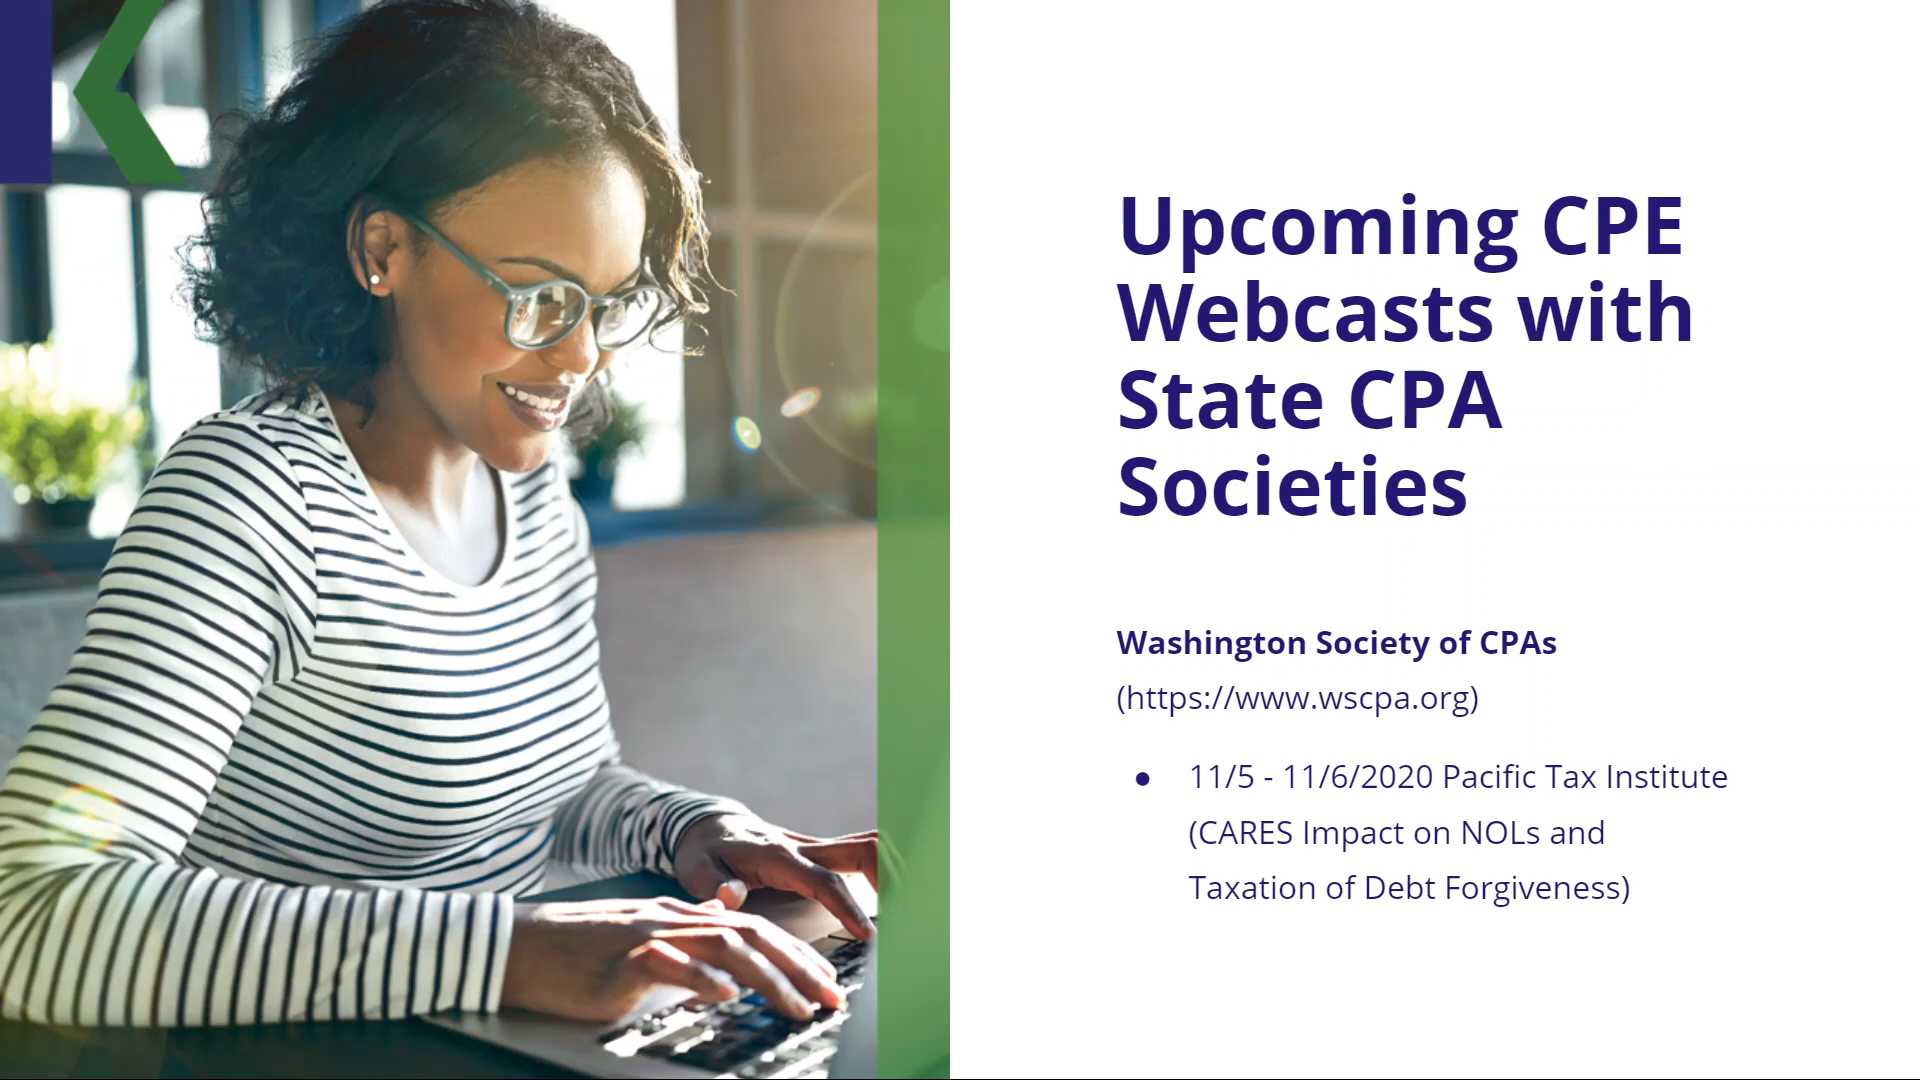 Upcoming CPE
Webcasts with
State CPA
Societies
Washington Society of CPAs
(https://www.wscpa.org)
● 11/5 - 11/6/2020 Pacific Tax Institute
(CARES Impact on NOLs and
Taxation of Debt Forgiveness)